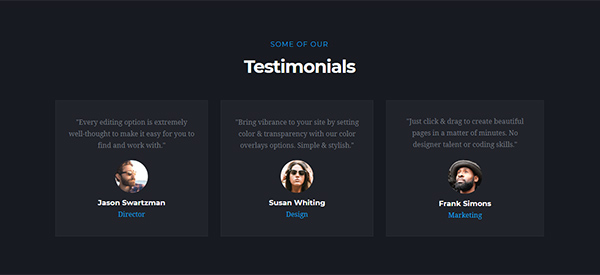 SOME OF OUR
Testimonials
"Every editing option is extremely
well-thought to make it easy for you to
find and work with."
Jason Swartzman
Director
"Bring vibrance to your site by setting
color & transparency with our color
overlays options. Simple & stylish."
Susan Whiting
Design
"Just click & drag to create beautiful
pages in a matter of minutes. No
designer talent or coding skills."
Frank Simons
Marketing